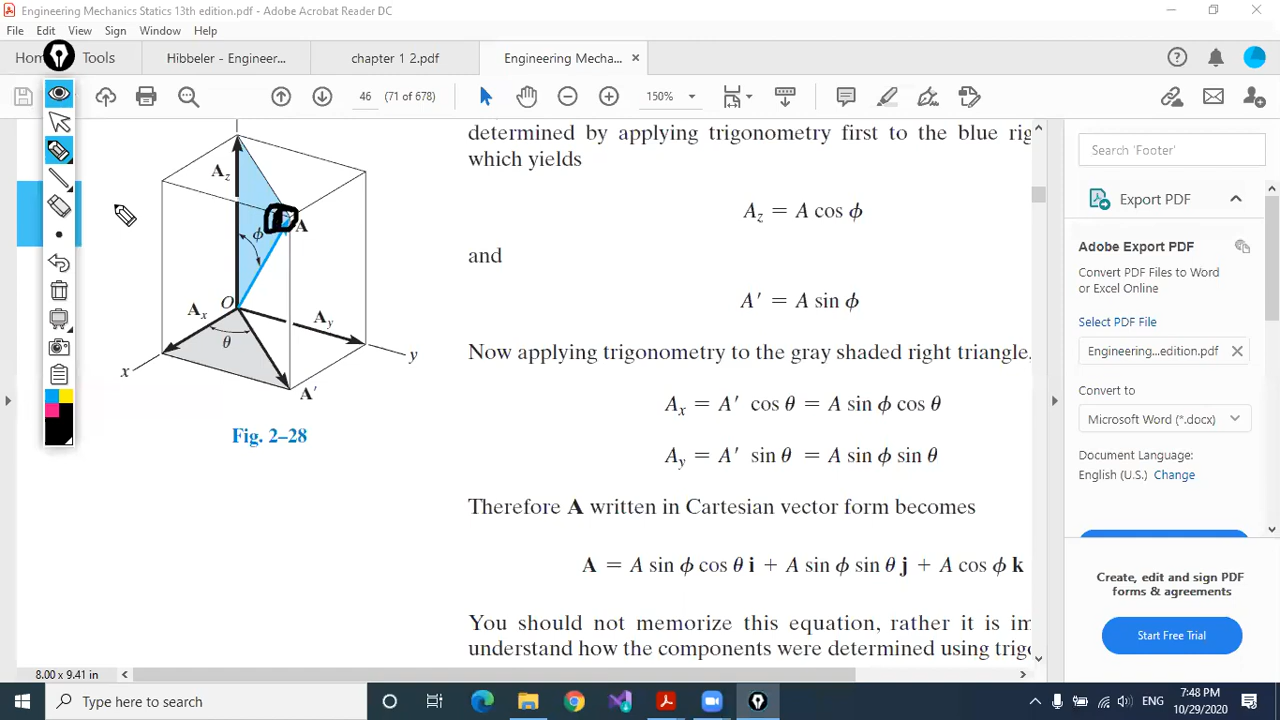 Engineering Mechanics Statics 13th edition.pdf - Adobe Acrobat Reader DC
File Edit View Sign Window Help
Hom Tools Hibbeler - Engineer... chapter 1 2.pdf Engineering Mecha... ×
46 (71 of 678) 150%
determined by applying trigonometry first to the blue rig
which yields
A_z = A cos ϕ
and
A′ = A sin ϕ
Now applying trigonometry to the gray shaded right triangle,
A_x = A′ cos θ = A sin ϕ cos θ
A_y = A′ sin θ = A sin ϕ sin θ
Therefore A written in Cartesian vector form becomes
A = A sin ϕ cos θ i + A sin ϕ sin θ j + A cos ϕ k
You should not memorize this equation, rather it is im
understand how the components were determined using trigo
A_z
A
ϕ
O
A_x
A_y
θ
y
x
A′
Fig. 2–28
8.00 x 9.41 in
Search 'Footer'
Export PDF
Adobe Export PDF
Convert PDF Files to Word
or Excel Online
Select PDF File
Engineering...edition.pdf
Convert to
Microsoft Word (*.docx)
Document Language:
English (U.S.) Change
Create, edit and sign PDF
forms & agreements
Start Free Trial
Type here to search
ENG
7:48 PM
10/29/2020